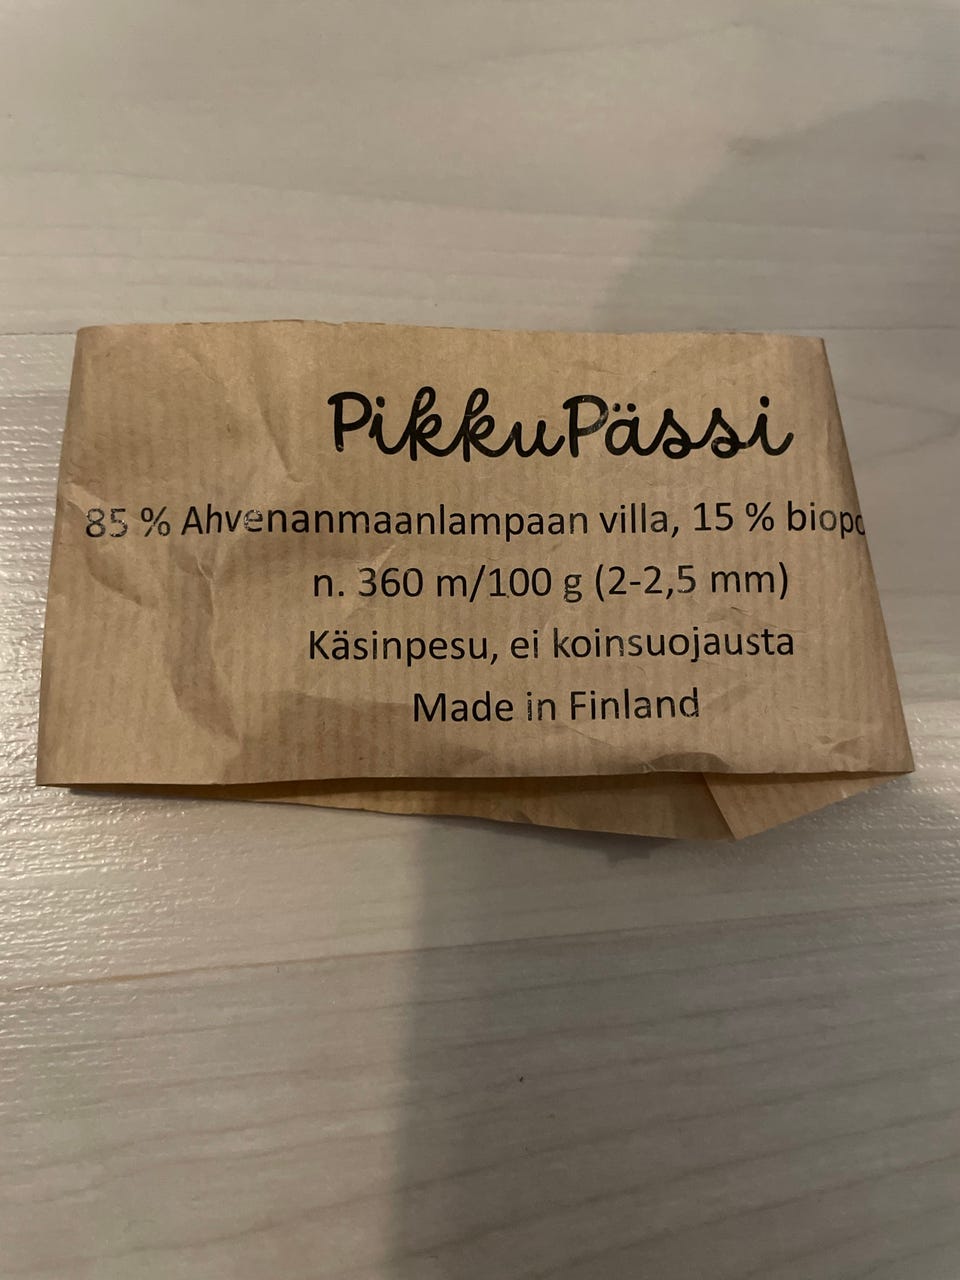 PikkuPässi
85 % Ahvenanmaanlampaan villa, 15 %
n. 360 m/100 g (2-2,5 mm)
Käsinpesu, ei koinsuojausta
Made in Finland